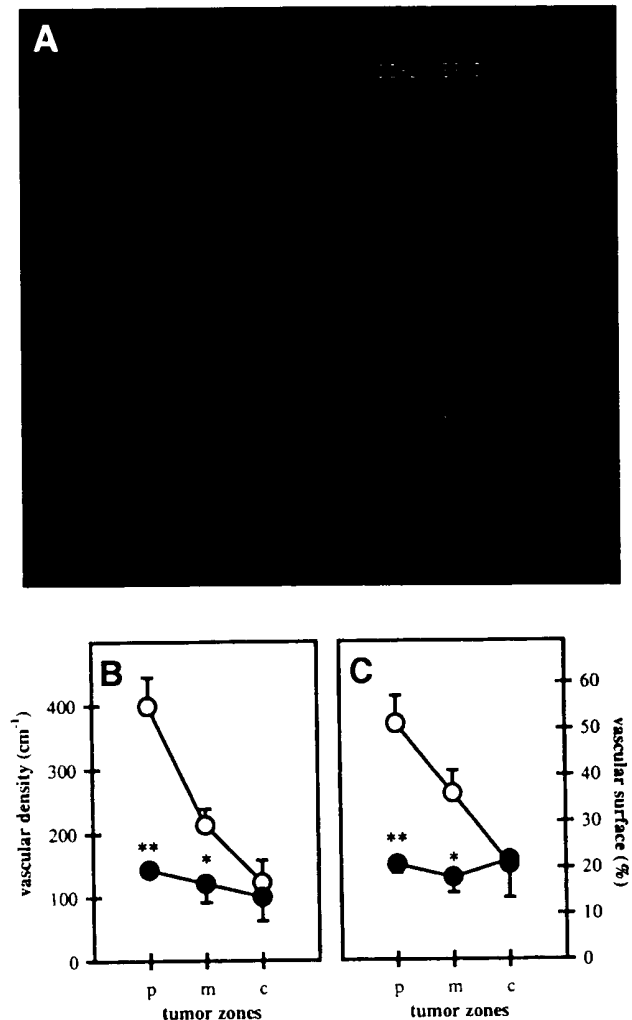 A
B
C
vascular density (cm-1)
400
300
200
100
0
**
*
p
m
c
tumor zones
**
*
p
m
c
tumor zones
60
50
40
30
20
10
0
vascular surface (%)